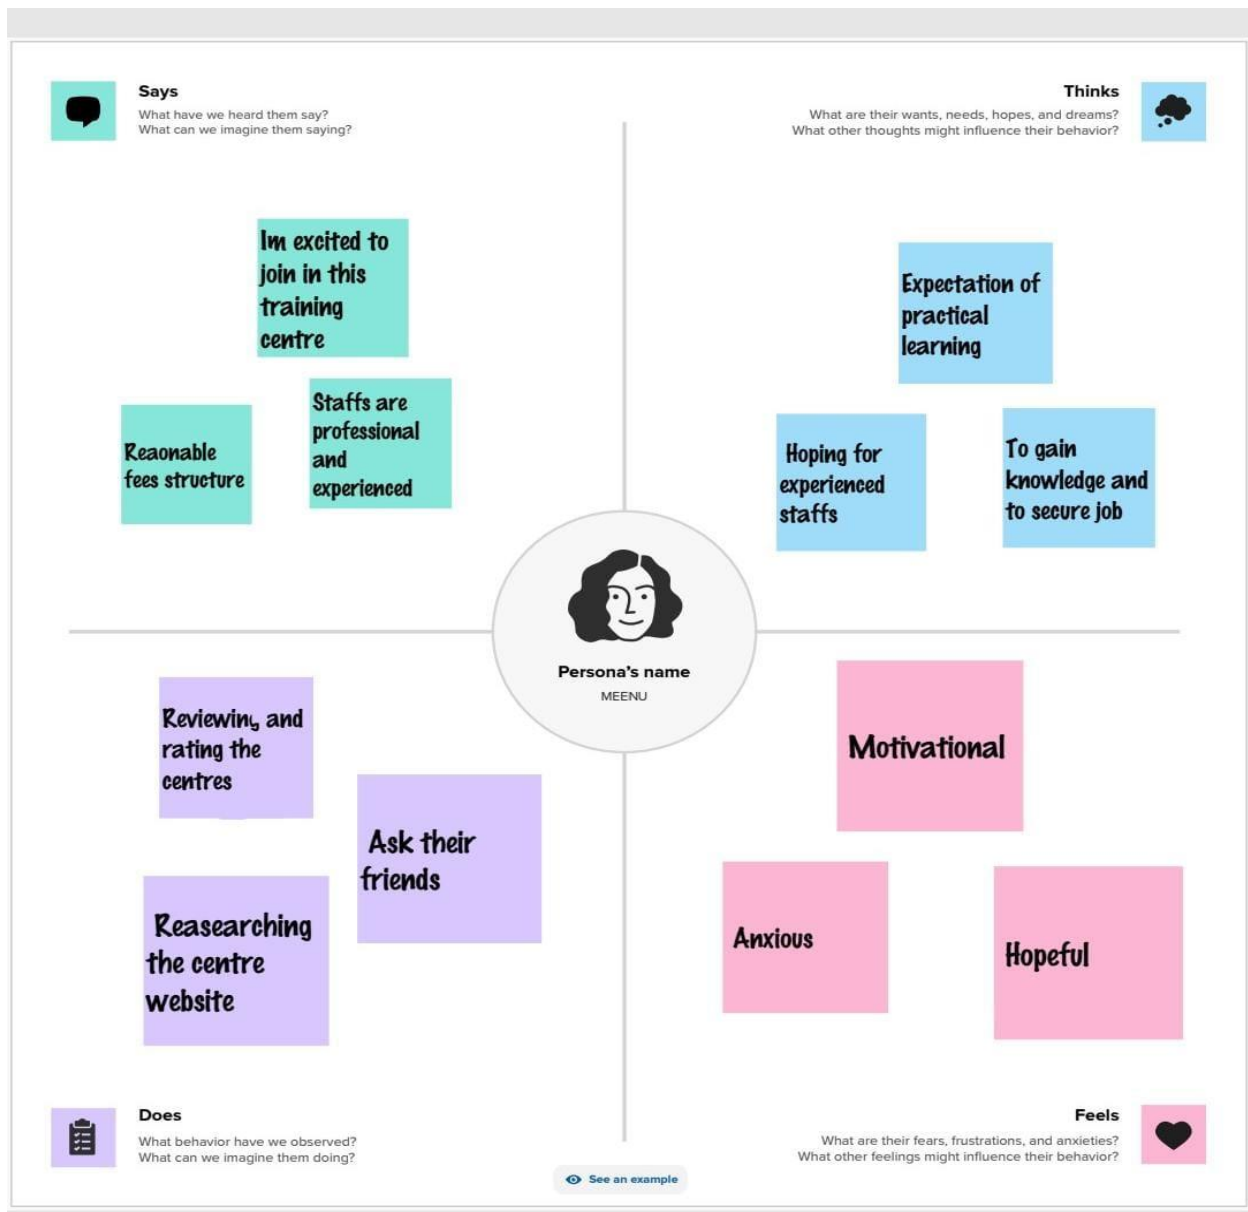 Says
What have we heard them say?
What can we imagine them saying?
Thinks
What are their wants, needs, hopes, and dreams?
What other thoughts might influence their behavior?
Im excited to
join in this
training
centre
Reaonable
fees structure
Staffs are
professional
and
experienced
Expectation of
practical
learning
Hoping for
experienced
staffs
To gain
knowledge and
to secure job
Persona's name
MEENU
Reviewing and
rating the
centres
Ask their
friends
Reasearching
the centre
website
Motivational
Anxious
Hopeful
Does
What behavior have we observed?
What can we imagine them doing?
Feels
What are their fears, frustrations, and anxieties?
What other feelings might influence their behavior?
See an example